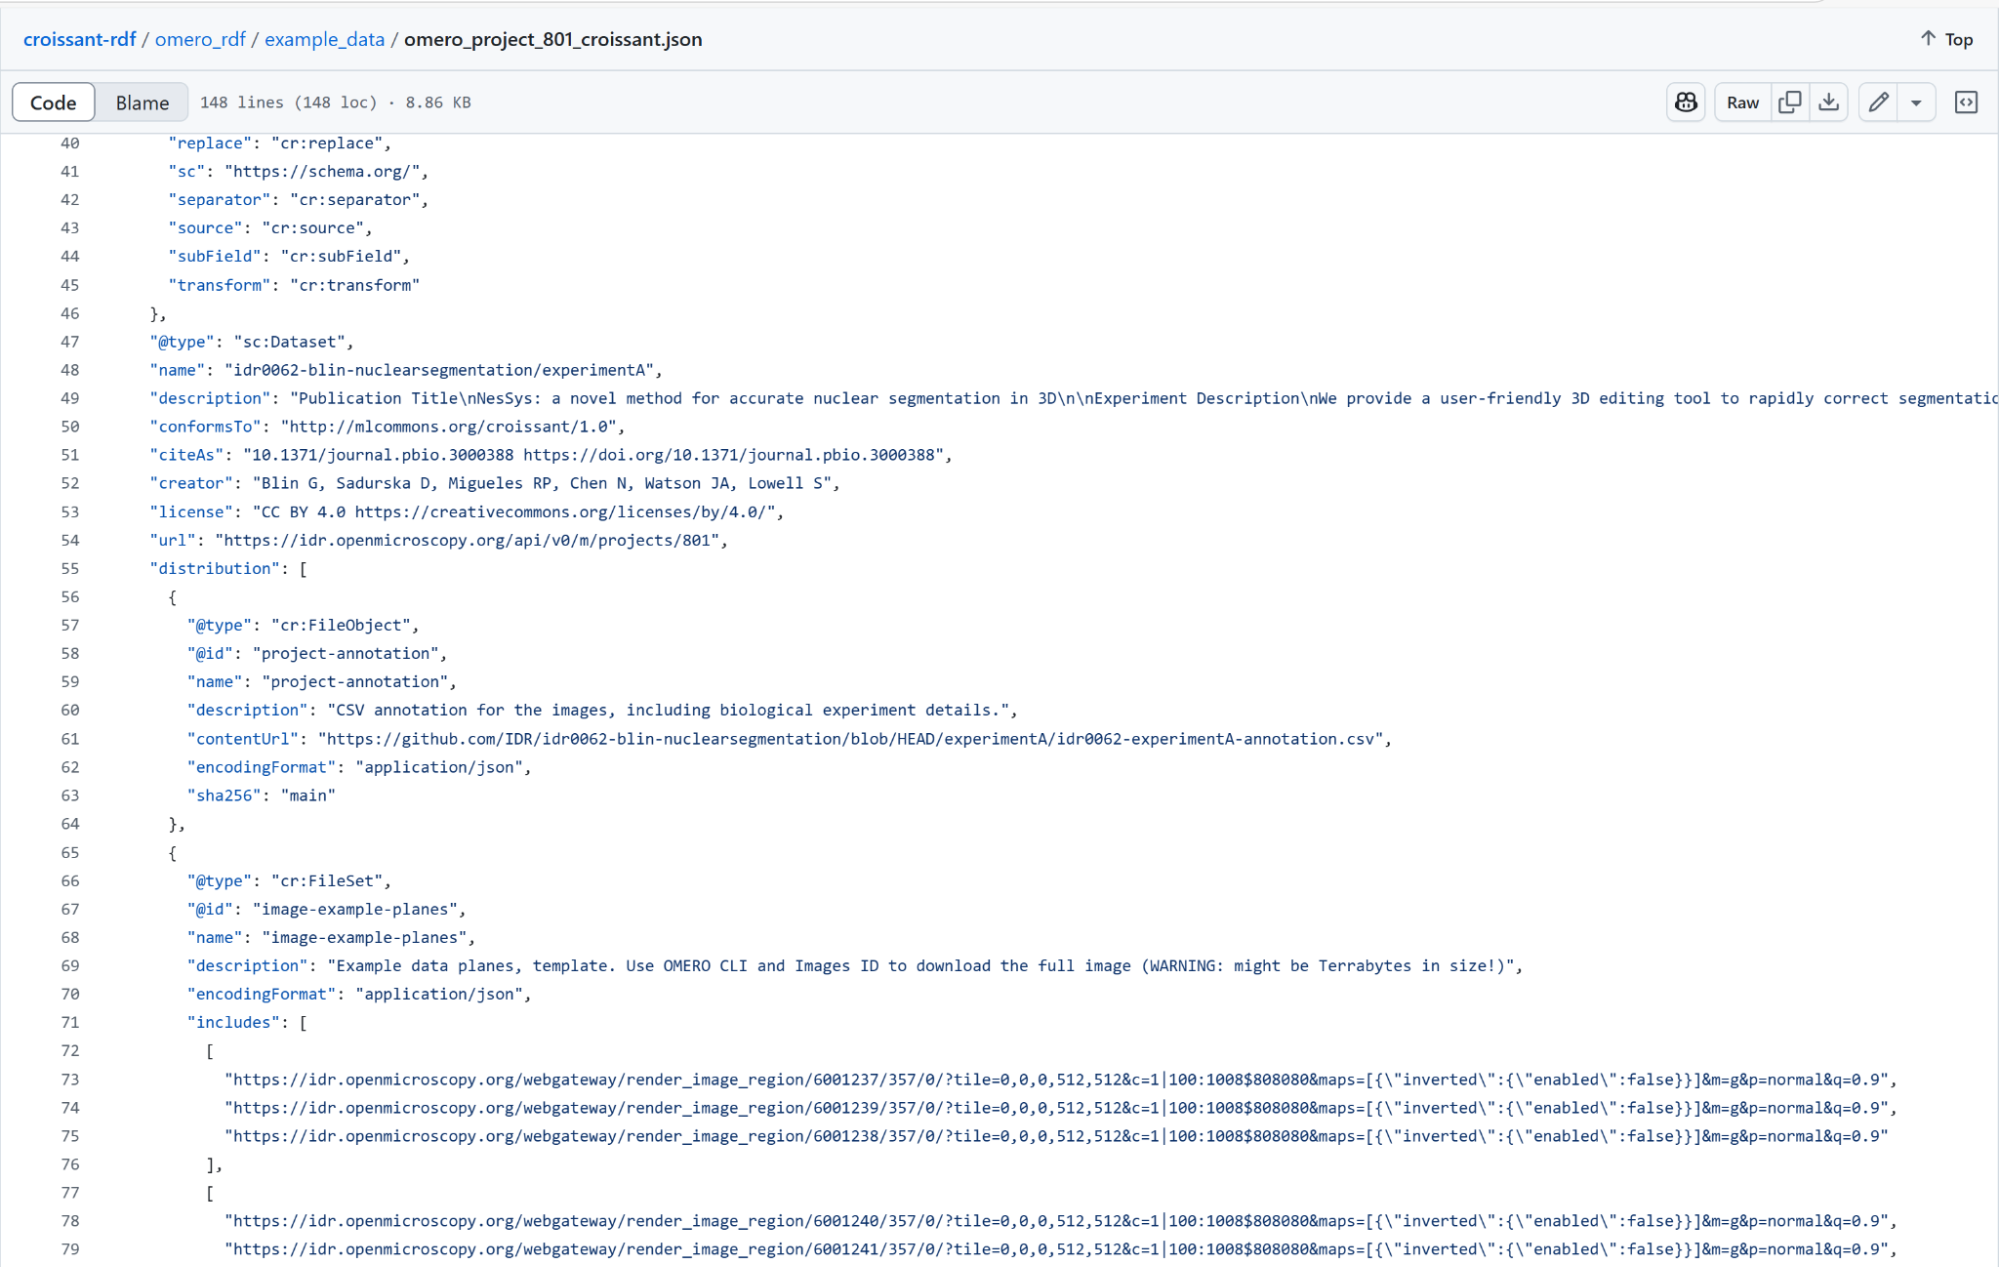 croissant-rdf / omero_rdf / example_data / omero_project_801_croissant.json
Top
Code Blame 148 lines (148 loc) · 8.86 KB
Raw
40 "replace": "cr:replace",
41 "sc": "https://schema.org/",
42 "separator": "cr:separator",
43 "source": "cr:source",
44 "subField": "cr:subField",
45 "transform": "cr:transform"
46 },
47 "@type": "sc:Dataset",
48 "name": "idr0062-blin-nuclearsegmentation/experimentA",
49 "description": "Publication Title\nNesSys: a novel method for accurate nuclear segmentation in 3D\n\nExperiment Description\nWe provide a user-friendly 3D editing tool to rapidly correct segmentatio
50 "conformsTo": "http://mlcommons.org/croissant/1.0",
51 "citeAs": "10.1371/journal.pbio.3000388 https://doi.org/10.1371/journal.pbio.3000388",
52 "creator": "Blin G, Sadurska D, Migueles RP, Chen N, Watson JA, Lowell S",
53 "license": "CC BY 4.0 https://creativecommons.org/licenses/by/4.0/",
54 "url": "https://idr.openmicroscopy.org/api/v0/m/projects/801",
55 "distribution": [
56 {
57 "@type": "cr:FileObject",
58 "@id": "project-annotation",
59 "name": "project-annotation",
60 "description": "CSV annotation for the images, including biological experiment details.",
61 "contentUrl": "https://github.com/IDR/idr0062-blin-nuclearsegmentation/blob/HEAD/experimentA/idr0062-experimentA-annotation.csv",
62 "encodingFormat": "application/json",
63 "sha256": "main"
64 },
65 {
66 "@type": "cr:FileSet",
67 "@id": "image-example-planes",
68 "name": "image-example-planes",
69 "description": "Example data planes, template. Use OMERO CLI and Images ID to download the full image (WARNING: might be Terrabytes in size!)",
70 "encodingFormat": "application/json",
71 "includes": [
72 [
73 "https://idr.openmicroscopy.org/webgateway/render_image_region/6001237/357/0/?tile=0,0,0,512,512&c=1|100:1008$808080&maps=[{\"inverted\":{\"enabled\":false}}]&m=g&p=normal&q=0.9",
74 "https://idr.openmicroscopy.org/webgateway/render_image_region/6001239/357/0/?tile=0,0,0,512,512&c=1|100:1008$808080&maps=[{\"inverted\":{\"enabled\":false}}]&m=g&p=normal&q=0.9",
75 "https://idr.openmicroscopy.org/webgateway/render_image_region/6001238/357/0/?tile=0,0,0,512,512&c=1|100:1008$808080&maps=[{\"inverted\":{\"enabled\":false}}]&m=g&p=normal&q=0.9"
76 ],
77 [
78 "https://idr.openmicroscopy.org/webgateway/render_image_region/6001240/357/0/?tile=0,0,0,512,512&c=1|100:1008$808080&maps=[{\"inverted\":{\"enabled\":false}}]&m=g&p=normal&q=0.9",
79 "https://idr.openmicroscopy.org/webgateway/render_image_region/6001241/357/0/?tile=0,0,0,512,512&c=1|100:1008$808080&maps=[{\"inverted\":{\"enabled\":false}}]&m=g&p=normal&q=0.9",